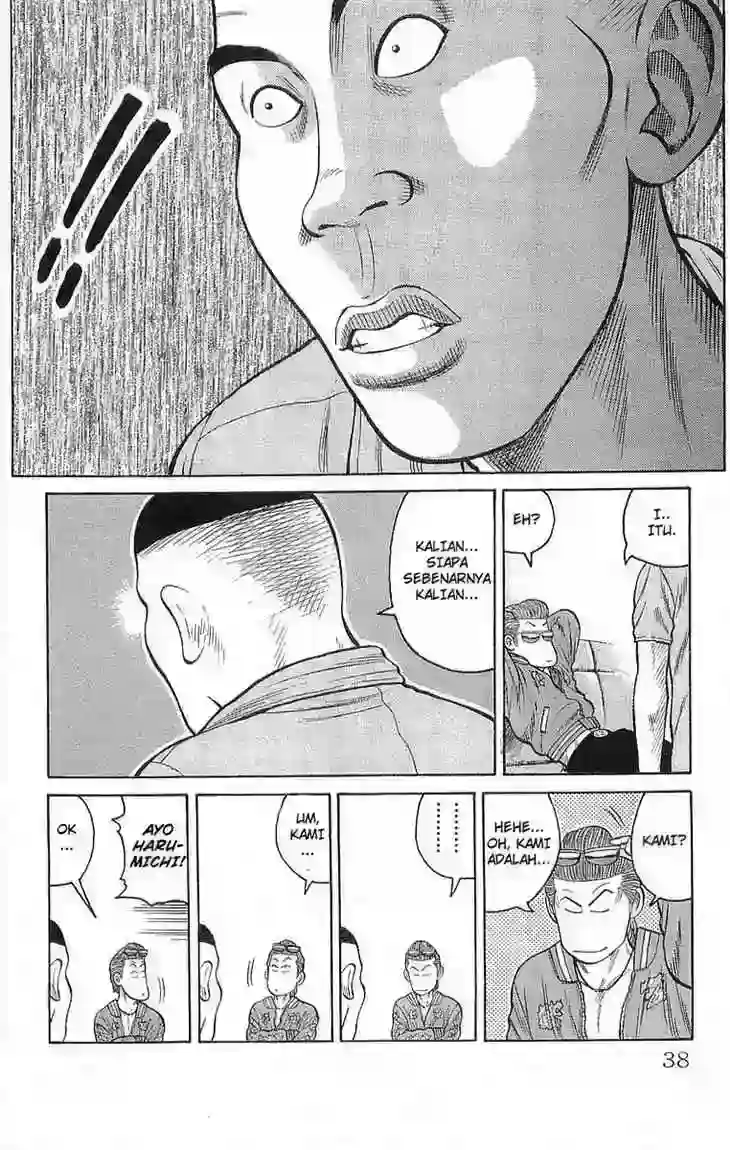 !!
I..
ITU.
EH?
KALIAN...
SIAPA
SEBENARNYA
KALIAN...
KAMI?
HEHE...
OH, KAMI
ADALAH...
.......
.......
UM,
KAMI
...
AYO
HARU-
MICHI!
OK
...
38